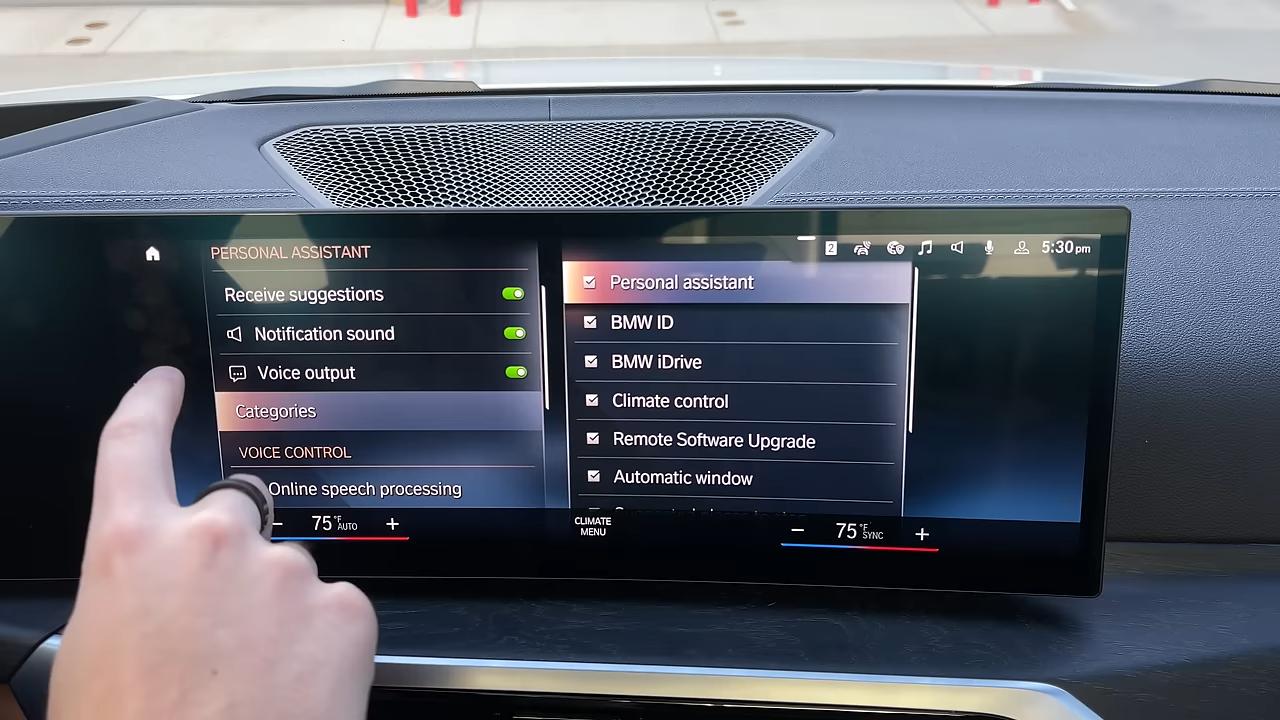 PERSONAL ASSISTANT
Receive suggestions
Notification sound
Voice output
Categories
VOICE CONTROL
Online speech processing
2
5:30 pm
Personal assistant
BMW ID
BMW iDrive
Climate control
Remote Software Upgrade
Automatic window
− 75°F AUTO +
CLIMATE
MENU
− 75°F SYNC +